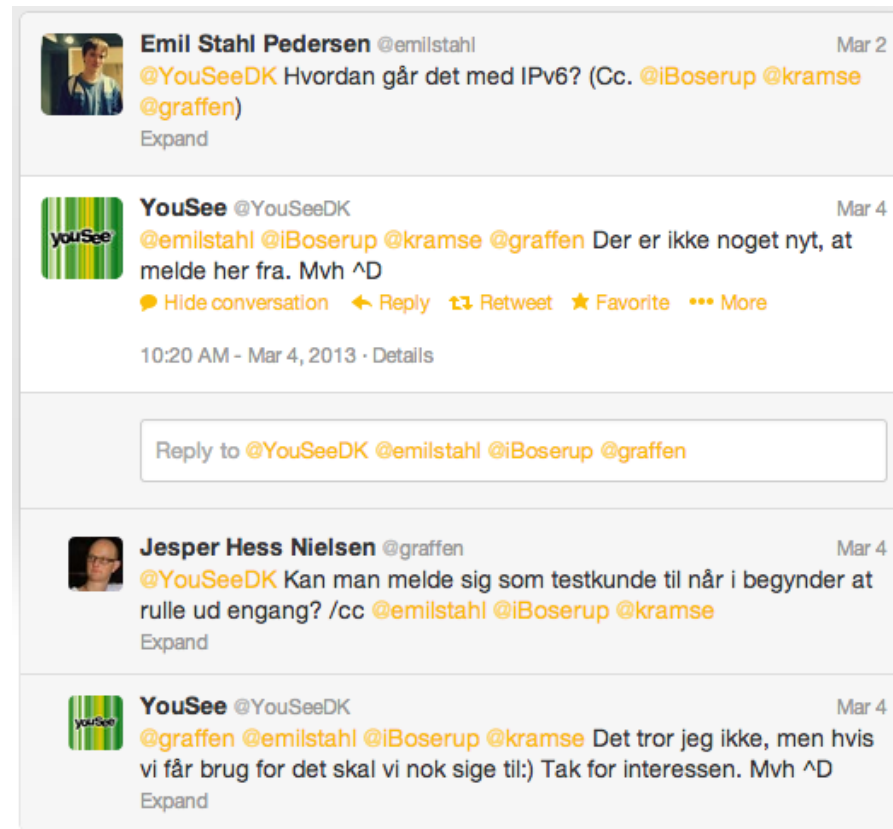 Emil Stahl Pedersen @emilstahl Mar 2
@YouSeeDK Hvordan går det med IPv6? (Cc. @iBoserup @kramse
@graffen)
Expand
youSee
YouSee @YouSeeDK Mar 4
@emilstahl @iBoserup @kramse @graffen Der er ikke noget nyt, at
melde her fra. Mvh ^D
Hide conversation Reply Retweet Favorite More
10:20 AM - Mar 4, 2013 · Details
Reply to @YouSeeDK @emilstahl @iBoserup @graffen
Jesper Hess Nielsen @graffen Mar 4
@YouSeeDK Kan man melde sig som testkunde til når i begynder at
rulle ud engang? /cc @emilstahl @iBoserup @kramse
Expand
youSee
YouSee @YouSeeDK Mar 4
@graffen @emilstahl @iBoserup @kramse Det tror jeg ikke, men hvis
vi får brug for det skal vi nok sige til:) Tak for interessen. Mvh ^D
Expand